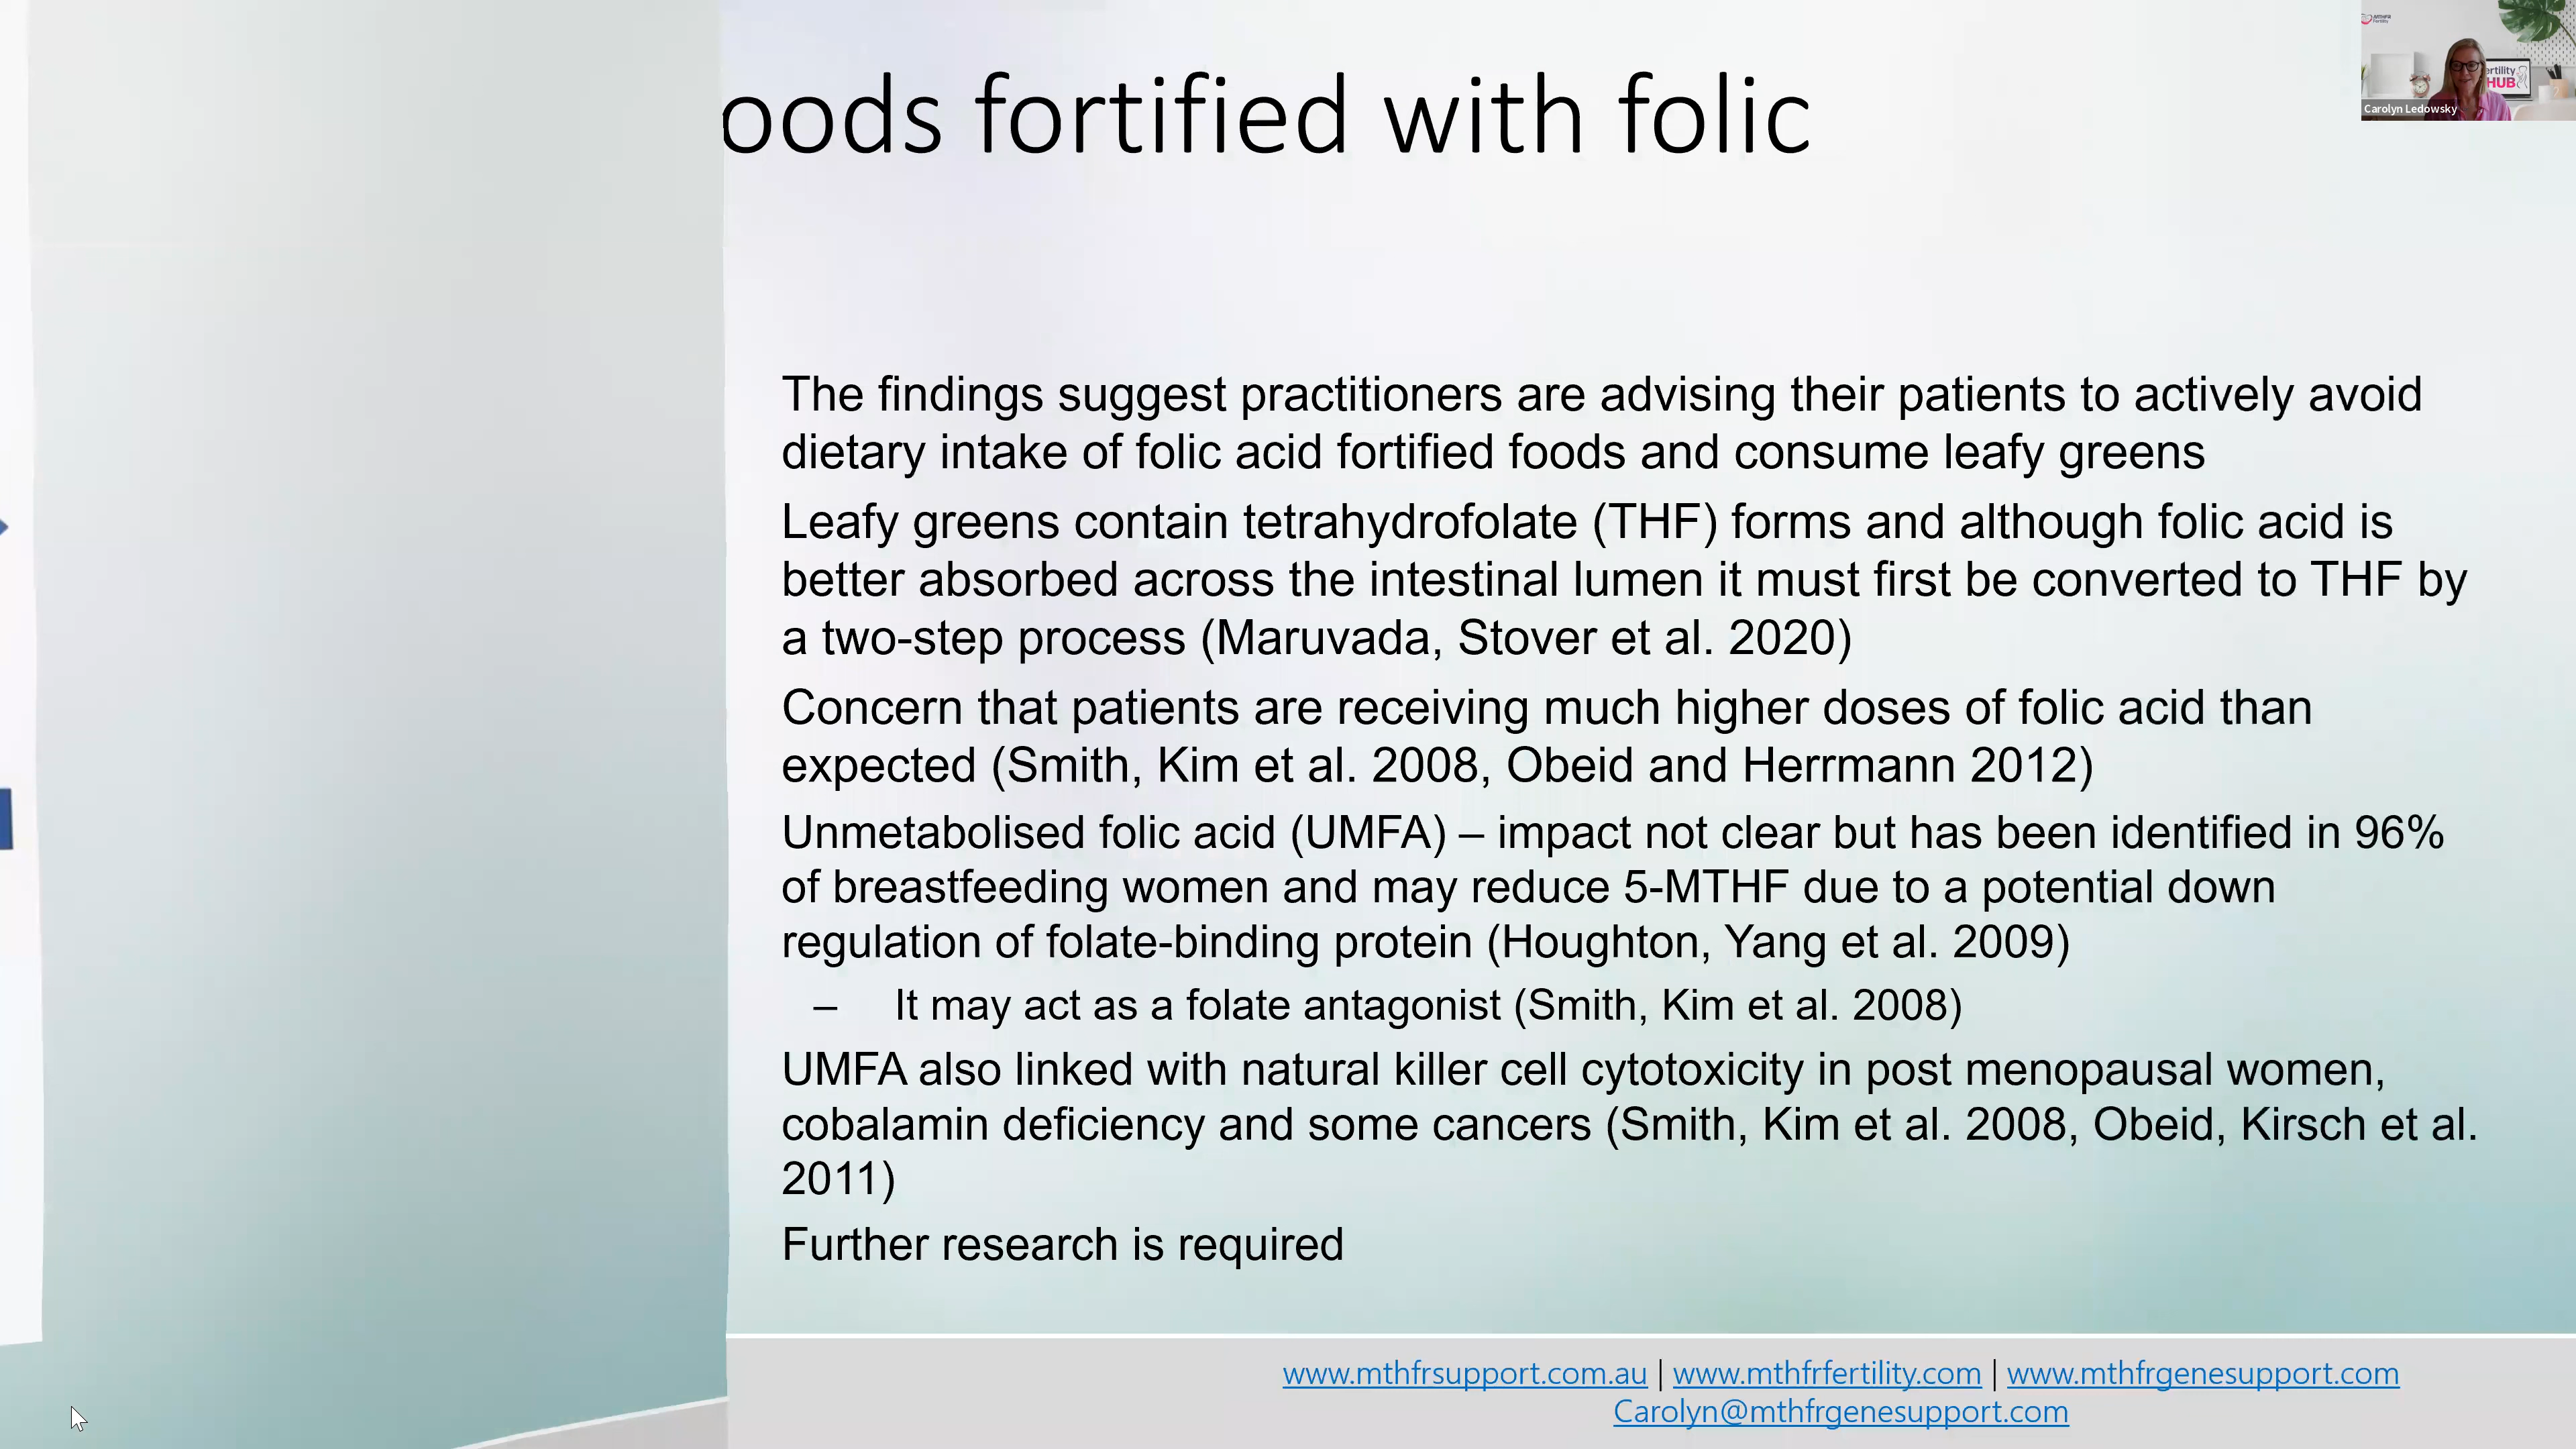 oods fortified with folic
ertility
HUB
Carolyn Ledowsky
The findings suggest practitioners are advising their patients to actively avoid
dietary intake of folic acid fortified foods and consume leafy greens
Leafy greens contain tetrahydrofolate (THF) forms and although folic acid is
better absorbed across the intestinal lumen it must first be converted to THF by
a two-step process (Maruvada, Stover et al. 2020)
Concern that patients are receiving much higher doses of folic acid than
expected (Smith, Kim et al. 2008, Obeid and Herrmann 2012)
Unmetabolised folic acid (UMFA) – impact not clear but has been identified in 96%
of breastfeeding women and may reduce 5-MTHF due to a potential down
regulation of folate-binding protein (Houghton, Yang et al. 2009)
– It may act as a folate antagonist (Smith, Kim et al. 2008)
UMFA also linked with natural killer cell cytotoxicity in post menopausal women,
cobalamin deficiency and some cancers (Smith, Kim et al. 2008, Obeid, Kirsch et al.
2011)
Further research is required
www.mthfrsupport.com.au | www.mthfrfertility.com | www.mthfrgenesupport.com
Carolyn@mthfrgenesupport.com